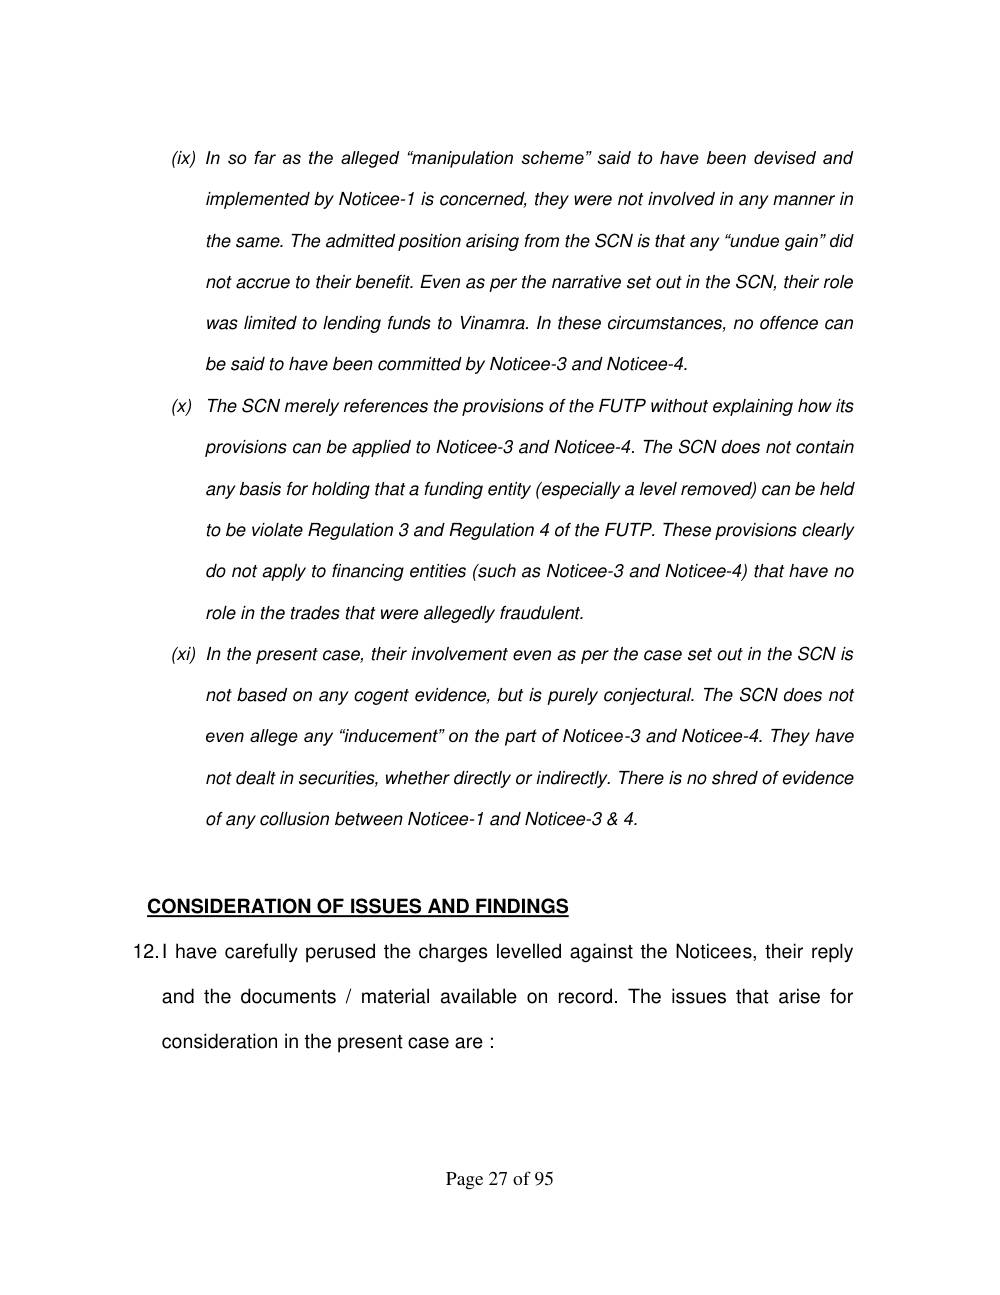 (ix) In so far as the alleged “manipulation scheme” said to have been devised and
implemented by Noticee-1 is concerned, they were not involved in any manner in
the same. The admitted position arising from the SCN is that any “undue gain” did
not accrue to their benefit. Even as per the narrative set out in the SCN, their role
was limited to lending funds to Vinamra. In these circumstances, no offence can
be said to have been committed by Noticee-3 and Noticee-4.
(x) The SCN merely references the provisions of the FUTP without explaining how its
provisions can be applied to Noticee-3 and Noticee-4. The SCN does not contain
any basis for holding that a funding entity (especially a level removed) can be held
to be violate Regulation 3 and Regulation 4 of the FUTP. These provisions clearly
do not apply to financing entities (such as Noticee-3 and Noticee-4) that have no
role in the trades that were allegedly fraudulent.
(xi) In the present case, their involvement even as per the case set out in the SCN is
not based on any cogent evidence, but is purely conjectural. The SCN does not
even allege any “inducement” on the part of Noticee-3 and Noticee-4. They have
not dealt in securities, whether directly or indirectly. There is no shred of evidence
of any collusion between Noticee-1 and Noticee-3 & 4.
CONSIDERATION OF ISSUES AND FINDINGS
12. I have carefully perused the charges levelled against the Noticees, their reply
and the documents / material available on record. The issues that arise for
consideration in the present case are :
Page 27 of 95